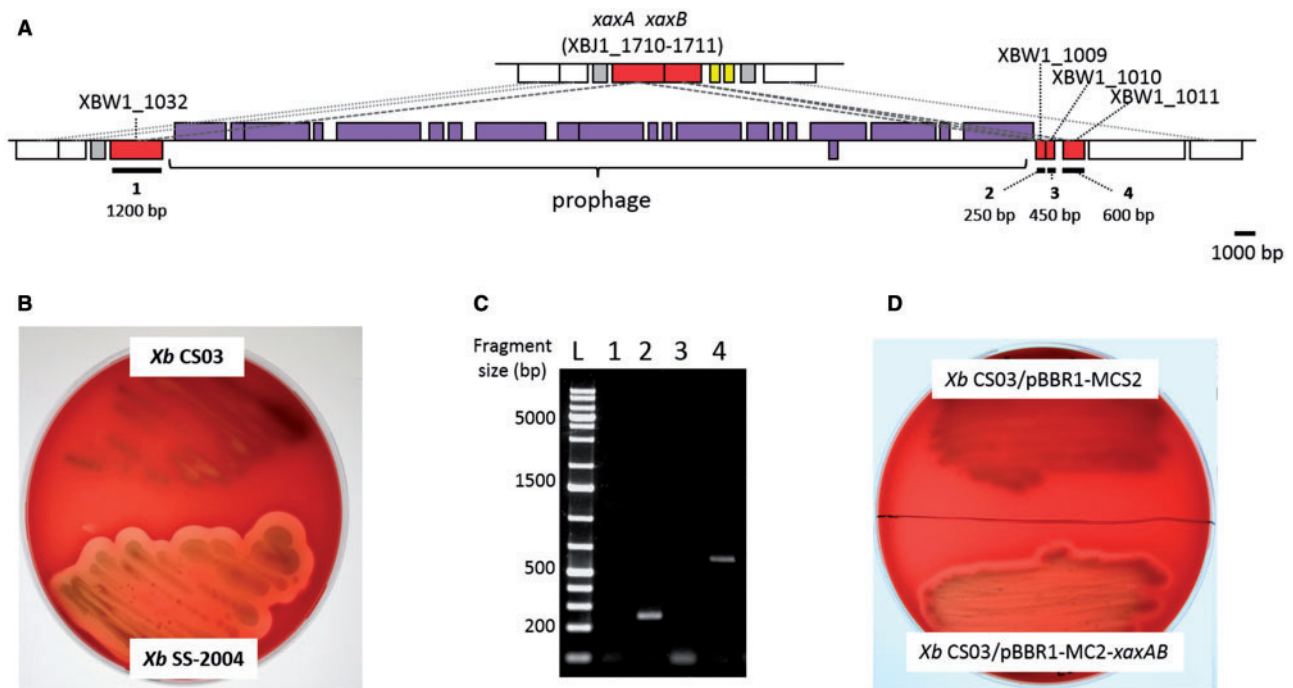 A
xaxA xaxB
(XBJ1_1710-1711)
XBW1_1009
XBW1_1010
XBW1_1011
XBW1_1032
1
1200 bp
prophage
2 3 4
250 bp 450 bp 600 bp
1000 bp
B
Xb CS03
Xb SS-2004
C
Fragment
size (bp)
L 1 2 3 4
5000
1500
500
200
D
Xb CS03/pBBR1-MCS2
Xb CS03/pBBR1-MC2-xaxAB